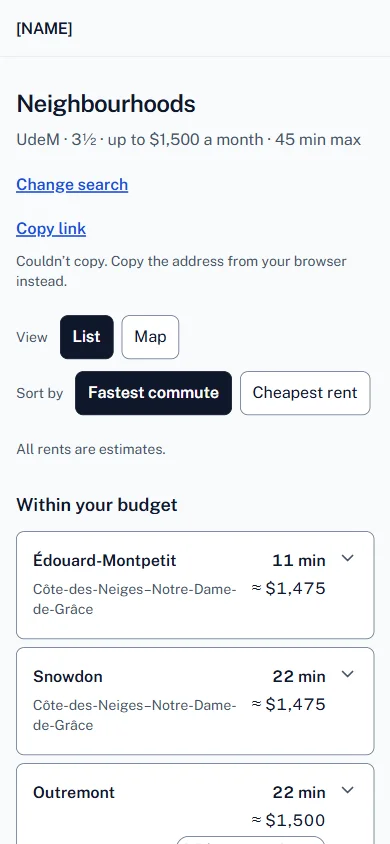 [NAME]
Neighbourhoods
UdeM · 3½ · up to $1,500 a month · 45 min max
Change search
Copy link
Couldn’t copy. Copy the address from your browser
instead.
View List Map
Sort by Fastest commute Cheapest rent
All rents are estimates.
Within your budget
Édouard-Montpetit 11 min
Côte-des-Neiges–Notre-Dame- ≈ $1,475
de-Grâce
Snowdon 22 min
Côte-des-Neiges–Notre-Dame- ≈ $1,475
de-Grâce
Outremont 22 min
≈ $1,500